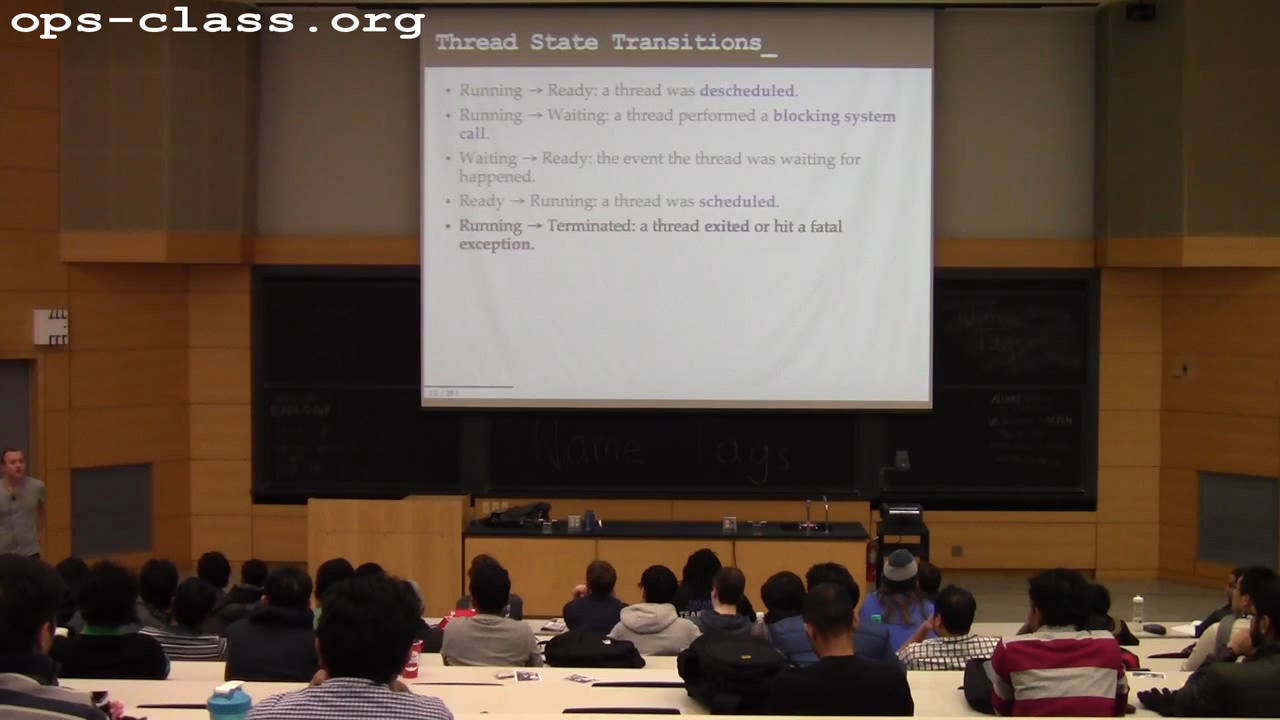 ops-class.org
Thread State Transitions_
• Running → Ready: a thread was descheduled.
• Running → Waiting: a thread performed a blocking system
call.
• Waiting → Ready: the event the thread was waiting for
happened.
• Ready → Running: a thread was scheduled.
• Running → Terminated: a thread exited or hit a fatal
exception.
Name Tags